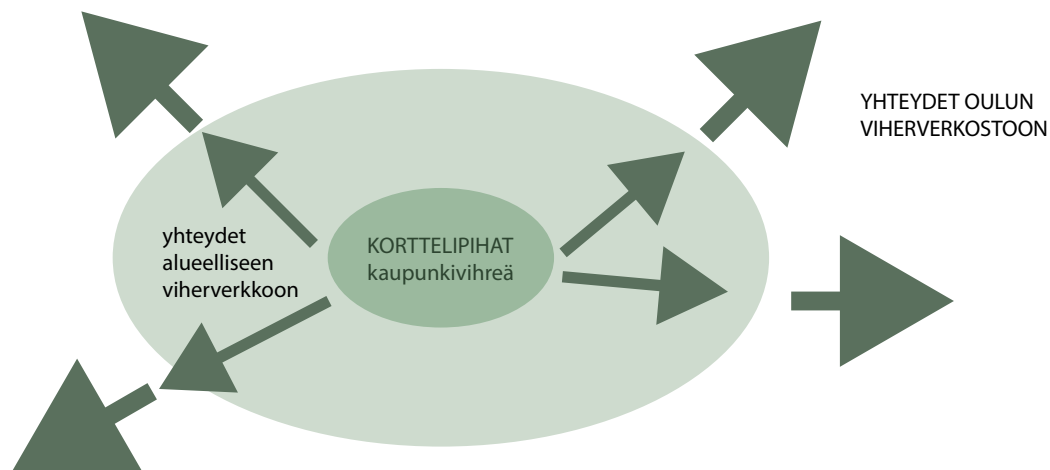 YHTEYDET OULUN
VIHERVERKOSTOON
yhteydet
alueelliseen
viherverkkoon
KORTTELIPIHAT
kaupunkivihreä